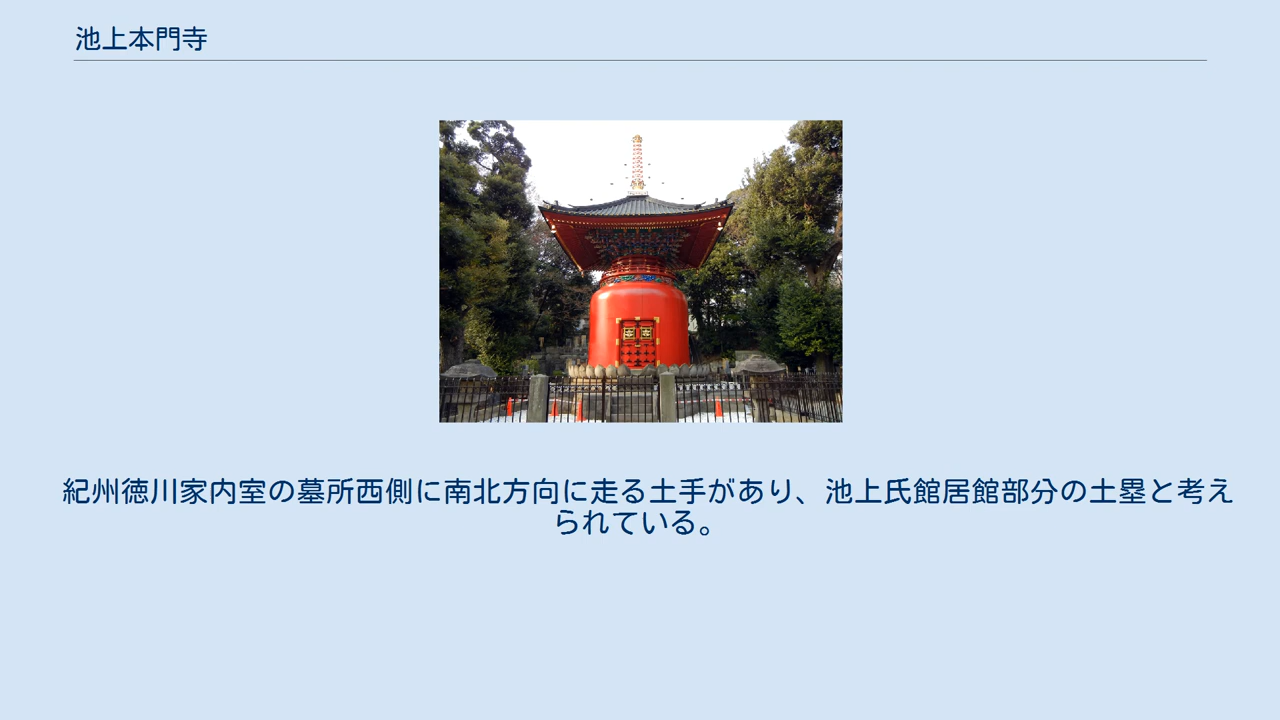 池上本門寺
紀州徳川家内室の墓所西側に南北方向に走る土手があり、池上氏館居館部分の土塁と考え
られている。